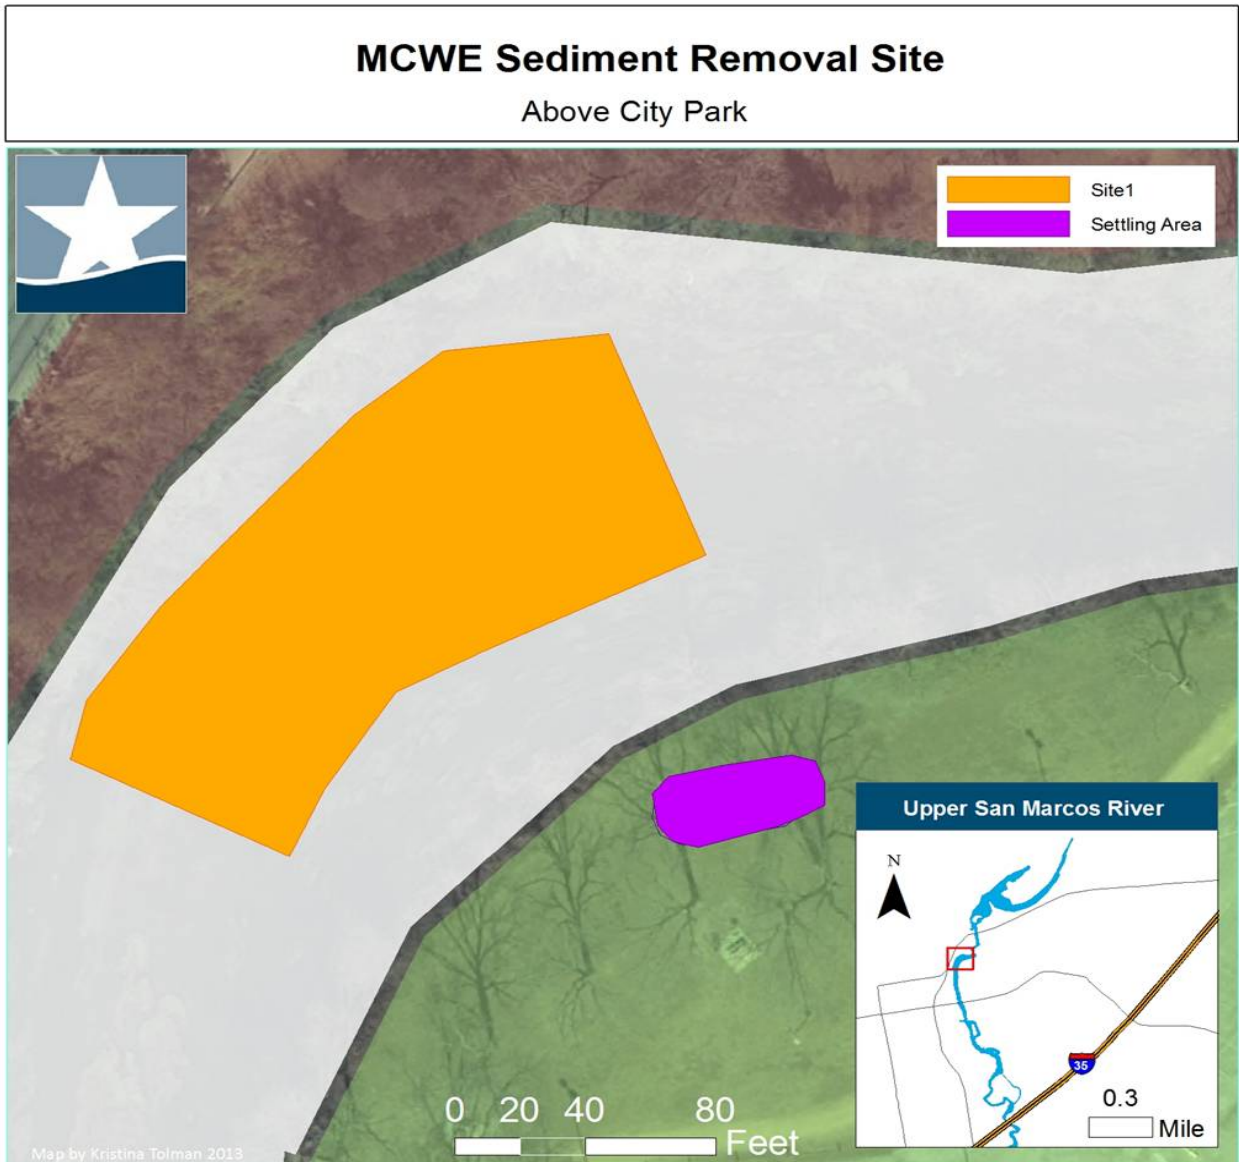 MCWE Sediment Removal Site
Above City Park
Site1
Settling Area
Upper San Marcos River
N
35
0.3
Mile
0 20 40 80
Feet
Map by Kristina Tolman 2013